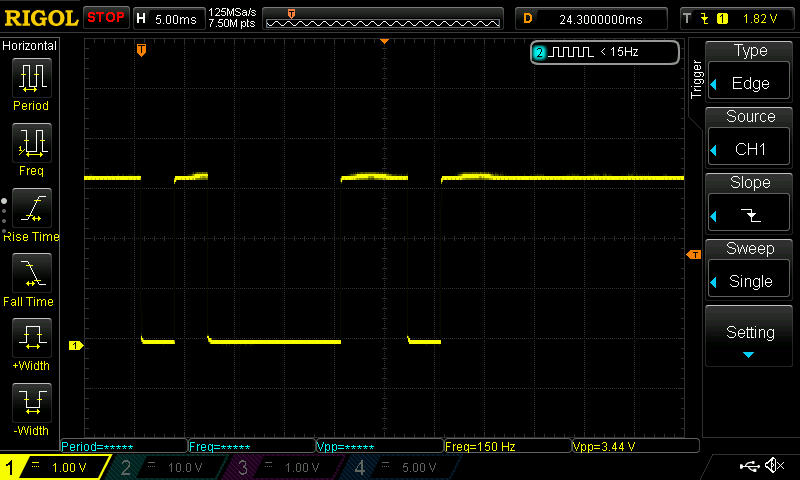 RIGOL STOP H 5.00ms 125MSa/s 7.50M pts T D 24.3000000ms T 1 1.82 V
Horizontal
Period
Freq
Rise Time
Fall Time
+Width
-Width
T
2 < 15Hz
T
1
Trigger
Type
Edge
Source
CH1
Slope
Sweep
Single
Setting
Period=***** Freq=***** Vpp=***** Freq=150 Hz Vpp=3.44 V
1 1.00 V 2 10.0 V 3 1.00 V 4 5.00 V